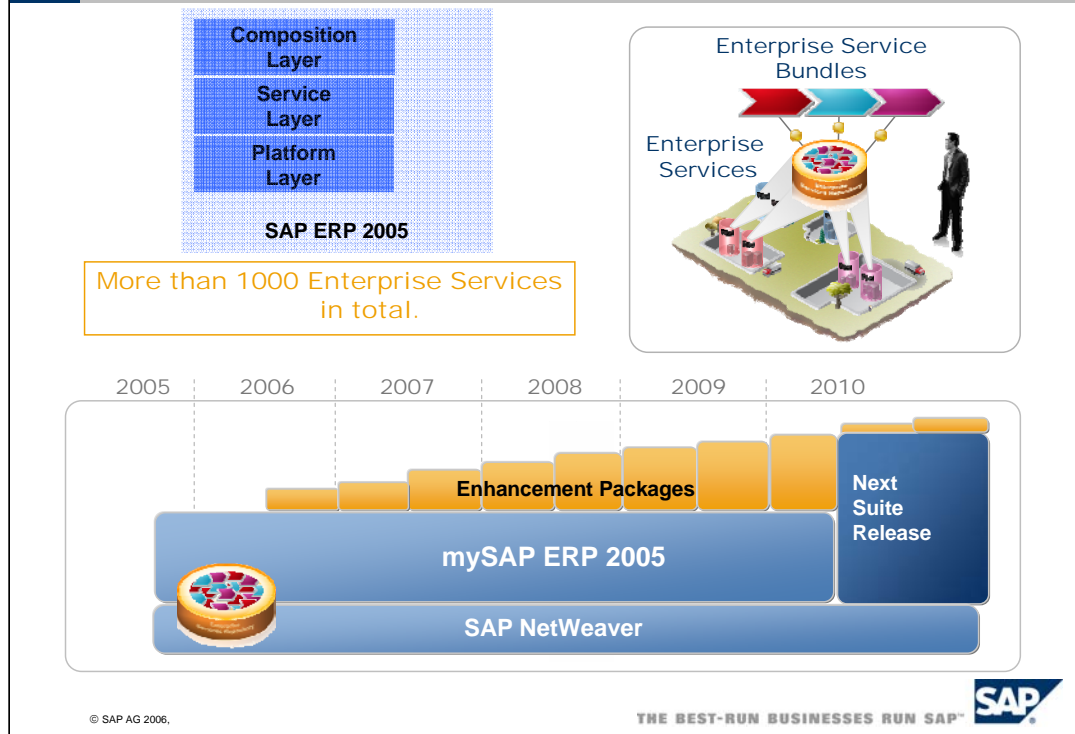 Composition
Layer
Service
Layer
Platform
Layer
SAP ERP 2005
More than 1000 Enterprise Services
in total.
Enterprise Service
Bundles
Enterprise
Services
2005
2006
2007
2008
2009
2010
Enhancement Packages
Next
Suite
Release
mySAP ERP 2005
SAP NetWeaver
© SAP AG 2006,
THE BEST-RUN BUSINESSES RUN SAP™
SAP